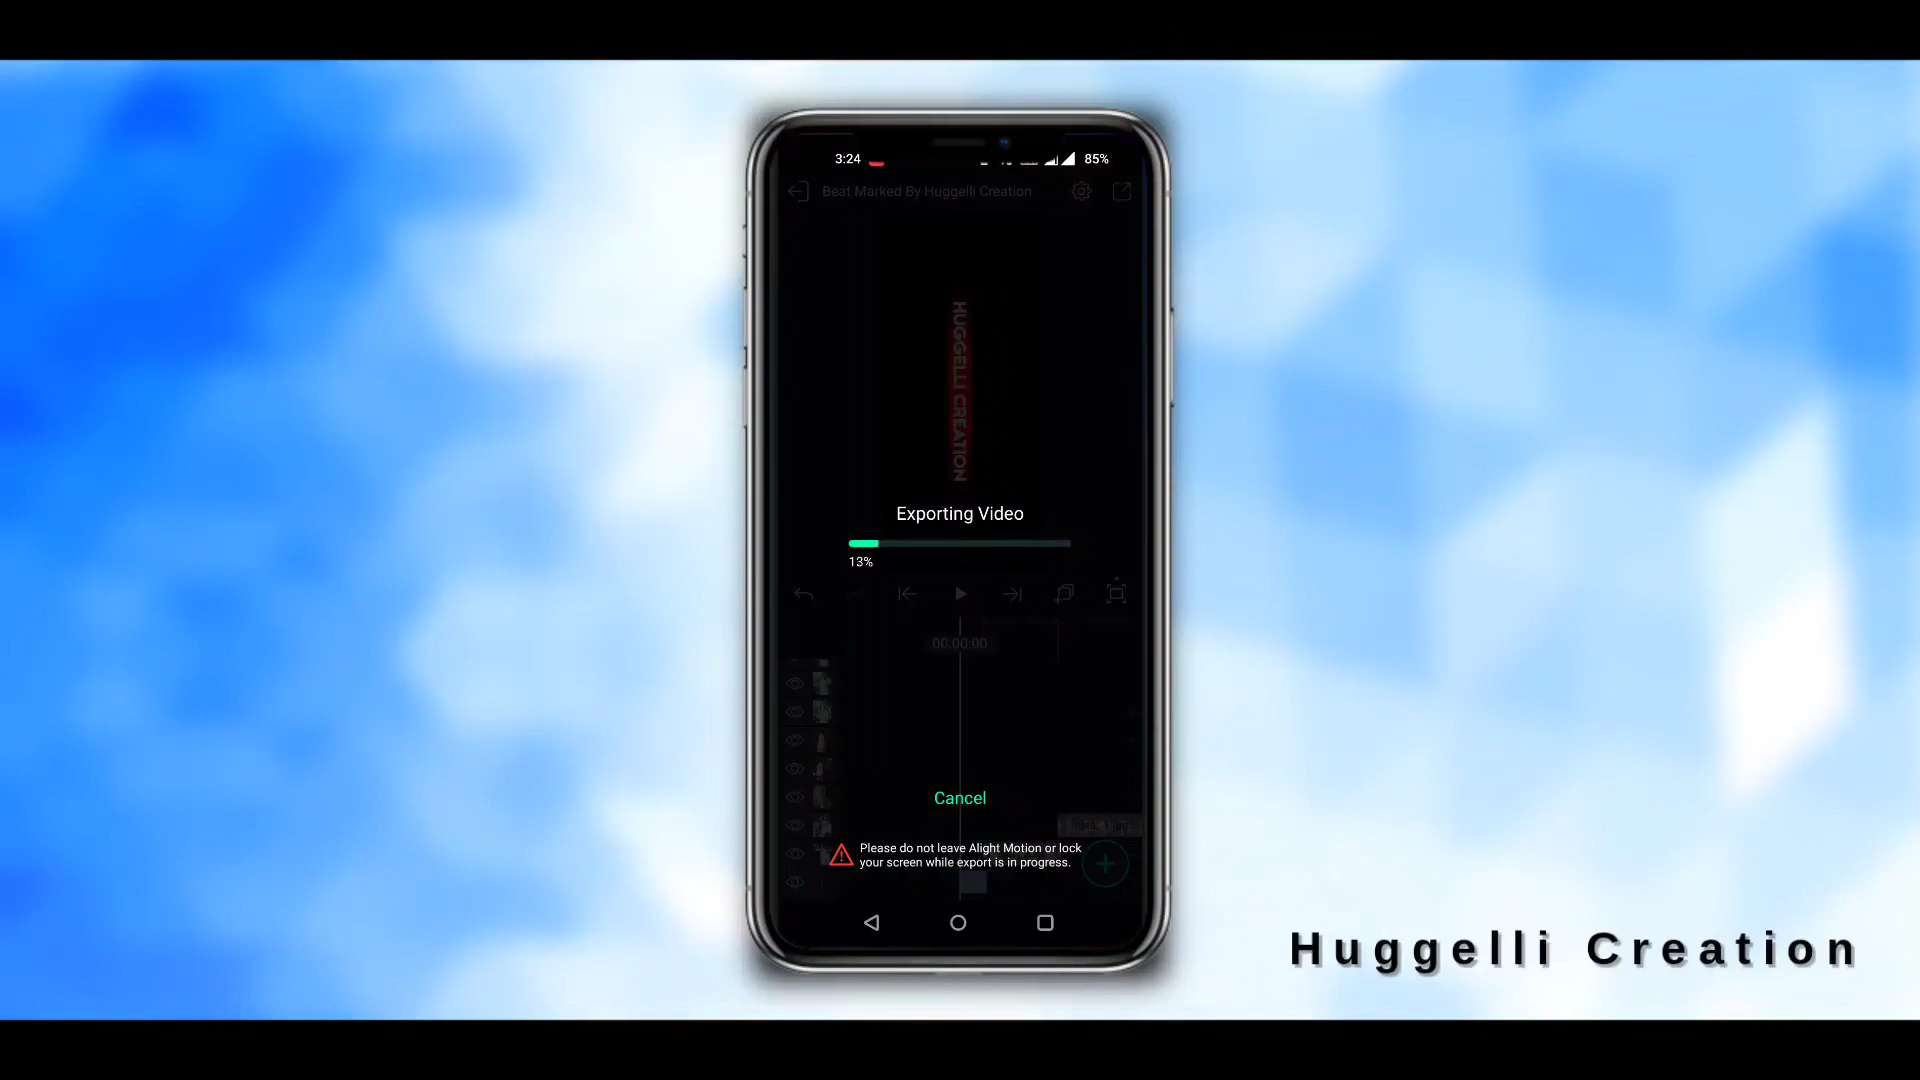 3:24
85%
Beat Marked By Huggelli Creation
HUGGELLI CREATION
Exporting Video
13%
00:00:00
Cancel
Please do not leave Alight Motion or lock
your screen while export is in progress.
Huggelli Creation